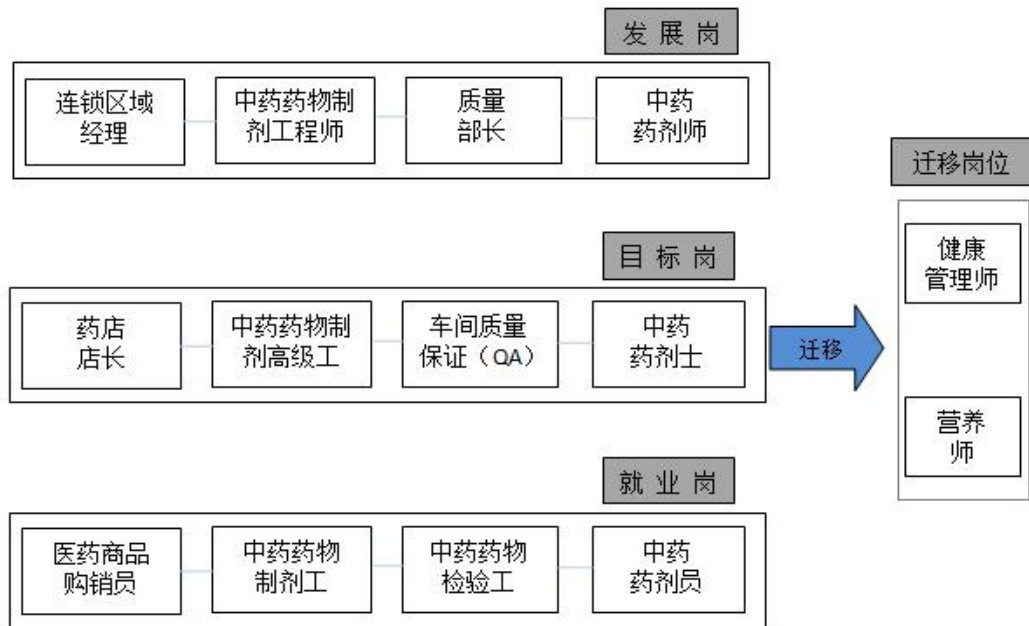 发 展 岗
连锁区域
经理
中药药物制
剂工程师
质量
部长
中药
药剂师
迁移岗位
健康
管理师
营养
师
目 标 岗
药店
店长
中药药物制
剂高级工
车间质量
保证（QA）
中药
药剂士
迁移
就 业 岗
医药商品
购销员
中药药物
制剂工
中药药物
检验工
中药
药剂员